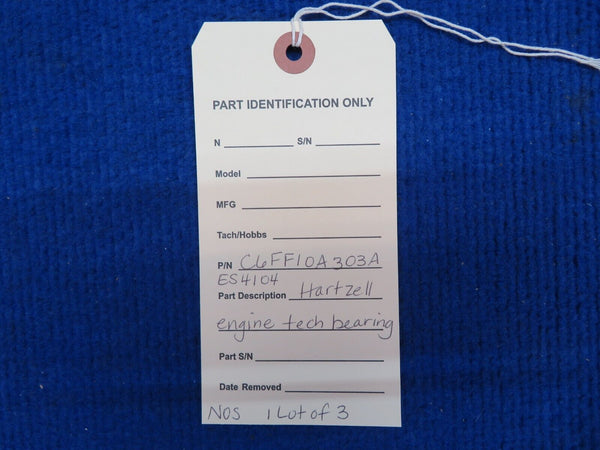 PART IDENTIFICATION ONLY
N S/N
Model
MFG
Tach/Hobbs
P/N C6FF10A303A
ES4104
Part Description Hartzell
engine tech bearing
Part S/N
Date Removed
NOS 1 Lot of 3